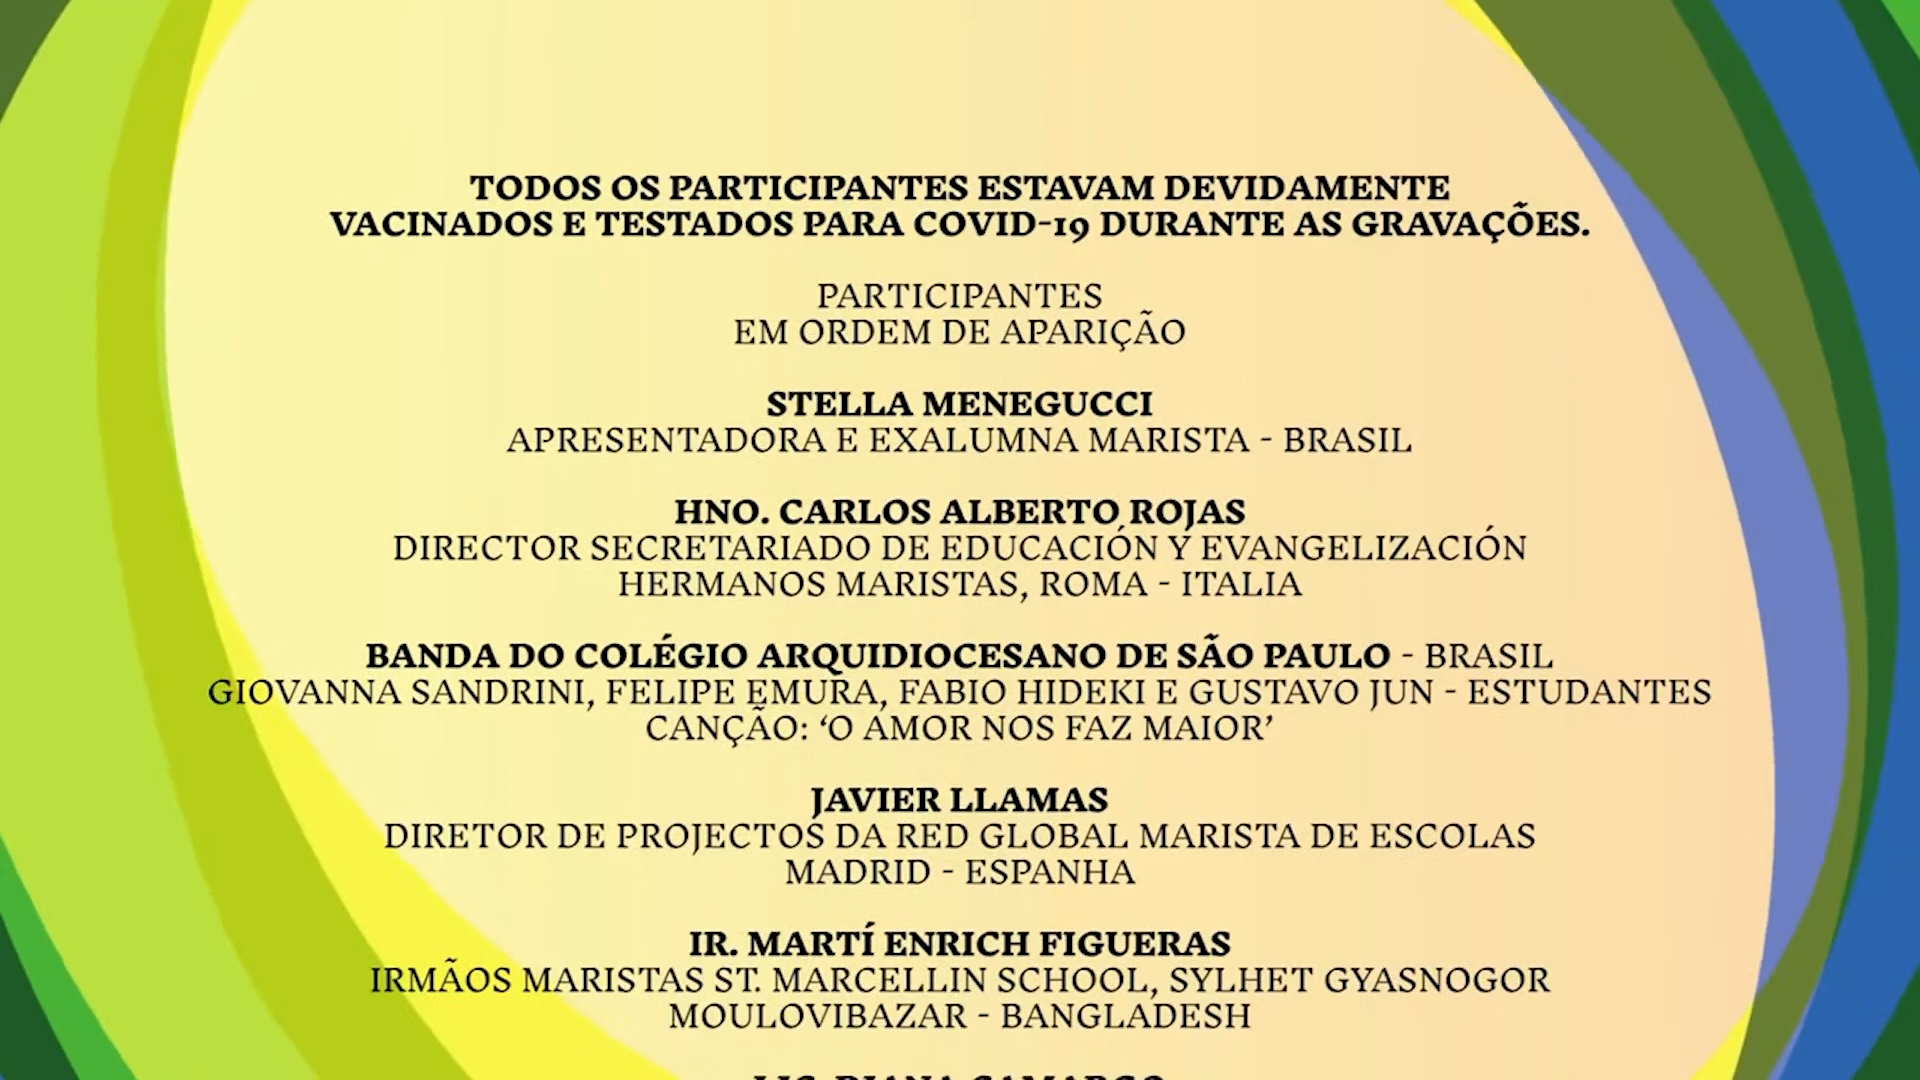 TODOS OS PARTICIPANTES ESTAVAM DEVIDAMENTE
VACINADOS E TESTADOS PARA COVID-19 DURANTE AS GRAVAÇÕES.
PARTICIPANTES
EM ORDEM DE APARIÇÃO
STELLA MENEGUCCI
APRESENTADORA E EXALUMNA MARISTA - BRASIL
HNO. CARLOS ALBERTO ROJAS
DIRECTOR SECRETARIADO DE EDUCACIÓN Y EVANGELIZACIÓN
HERMANOS MARISTAS, ROMA - ITALIA
BANDA DO COLÉGIO ARQUIDIOCESANO DE SÃO PAULO - BRASIL
GIOVANNA SANDRINI, FELIPE EMURA, FABIO HIDEKI E GUSTAVO JUN - ESTUDANTES
CANÇÃO: ‘O AMOR NOS FAZ MAIOR’
JAVIER LLAMAS
DIRETOR DE PROJECTOS DA RED GLOBAL MARISTA DE ESCOLAS
MADRID - ESPANHA
IR. MARTÍ ENRICH FIGUERAS
IRMÃOS MARISTAS ST. MARCELLIN SCHOOL, SYLHET GYASNOGOR
MOULOVIBAZAR - BANGLADESH